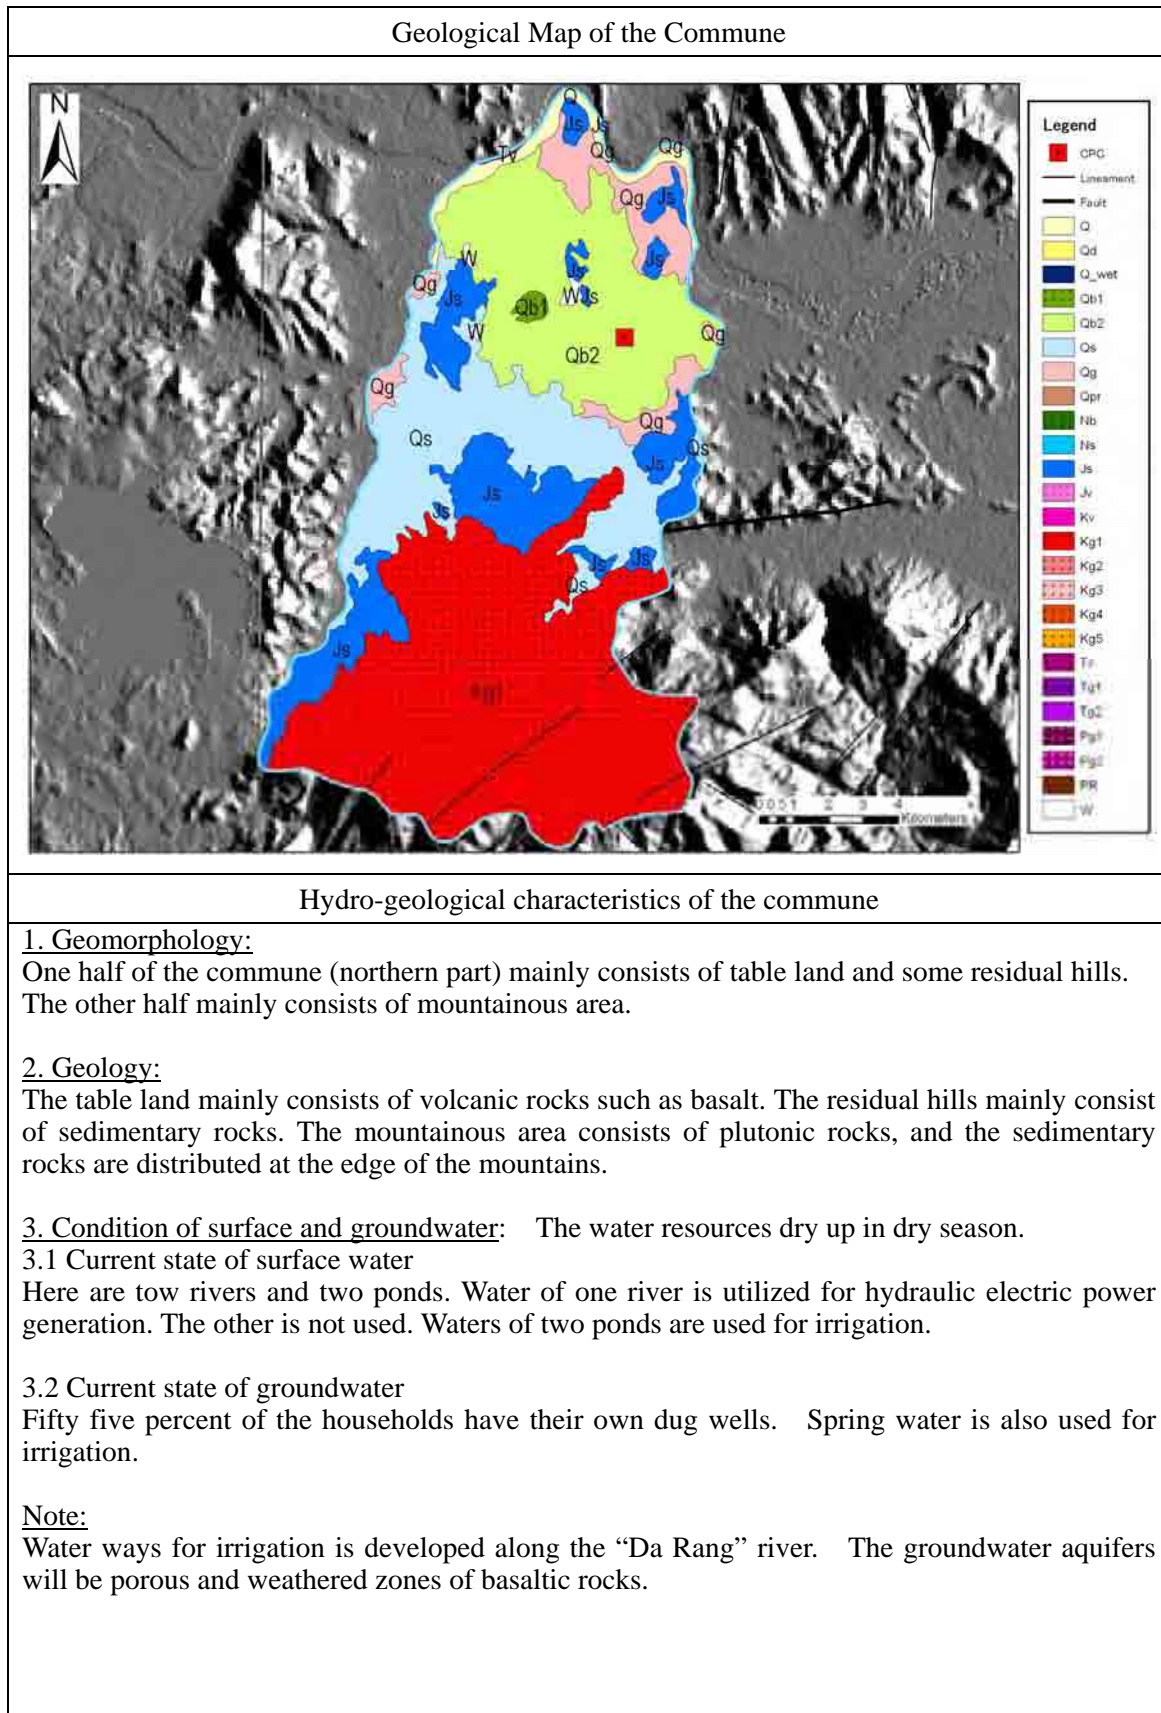 Geological Map of the Commune
N
Q
Js
Js
Tv
Qg
Qg
Qg
Js
W
Js
Js
Qg
Js
W
Js
Qb1
W
Qb2
Qg
Qg
Qs
Qg
Js
Qs
Js
Js
Js
Js
Qs
Js
Kg1
Legend
CPC
Lineament
Fault
Q
Qd
Q_wet
Qb1
Qb2
Qs
Qg
Qpr
Nb
Ns
Js
Jv
Kv
Kg1
Kg2
Kg3
Kg4
Kg5
Tg1
Tg2
PR
W
0 0.5 1 2 3 4
Kilometers
Hydro-geological characteristics of the commune
1. Geomorphology:
One half of the commune (northern part) mainly consists of table land and some residual hills.
The other half mainly consists of mountainous area.
2. Geology:
The table land mainly consists of volcanic rocks such as basalt. The residual hills mainly consist
of sedimentary rocks. The mountainous area consists of plutonic rocks, and the sedimentary
rocks are distributed at the edge of the mountains.
3. Condition of surface and groundwater: The water resources dry up in dry season.
3.1 Current state of surface water
Here are tow rivers and two ponds. Water of one river is utilized for hydraulic electric power
generation. The other is not used. Waters of two ponds are used for irrigation.
3.2 Current state of groundwater
Fifty five percent of the households have their own dug wells. Spring water is also used for
irrigation.
Note:
Water ways for irrigation is developed along the “Da Rang” river. The groundwater aquifers
will be porous and weathered zones of basaltic rocks.